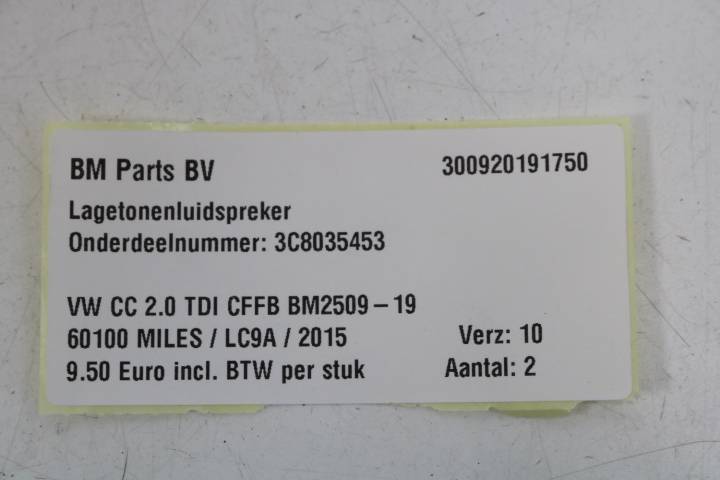 BM Parts BV 300920191750
Lagetonenluidspreker
Onderdeelnummer: 3C8035453
VW CC 2.0 TDI CFFB BM2509-19
60100 MILES / LC9A / 2015 Verz: 10
9.50 Euro incl. BTW per stuk Aantal: 2